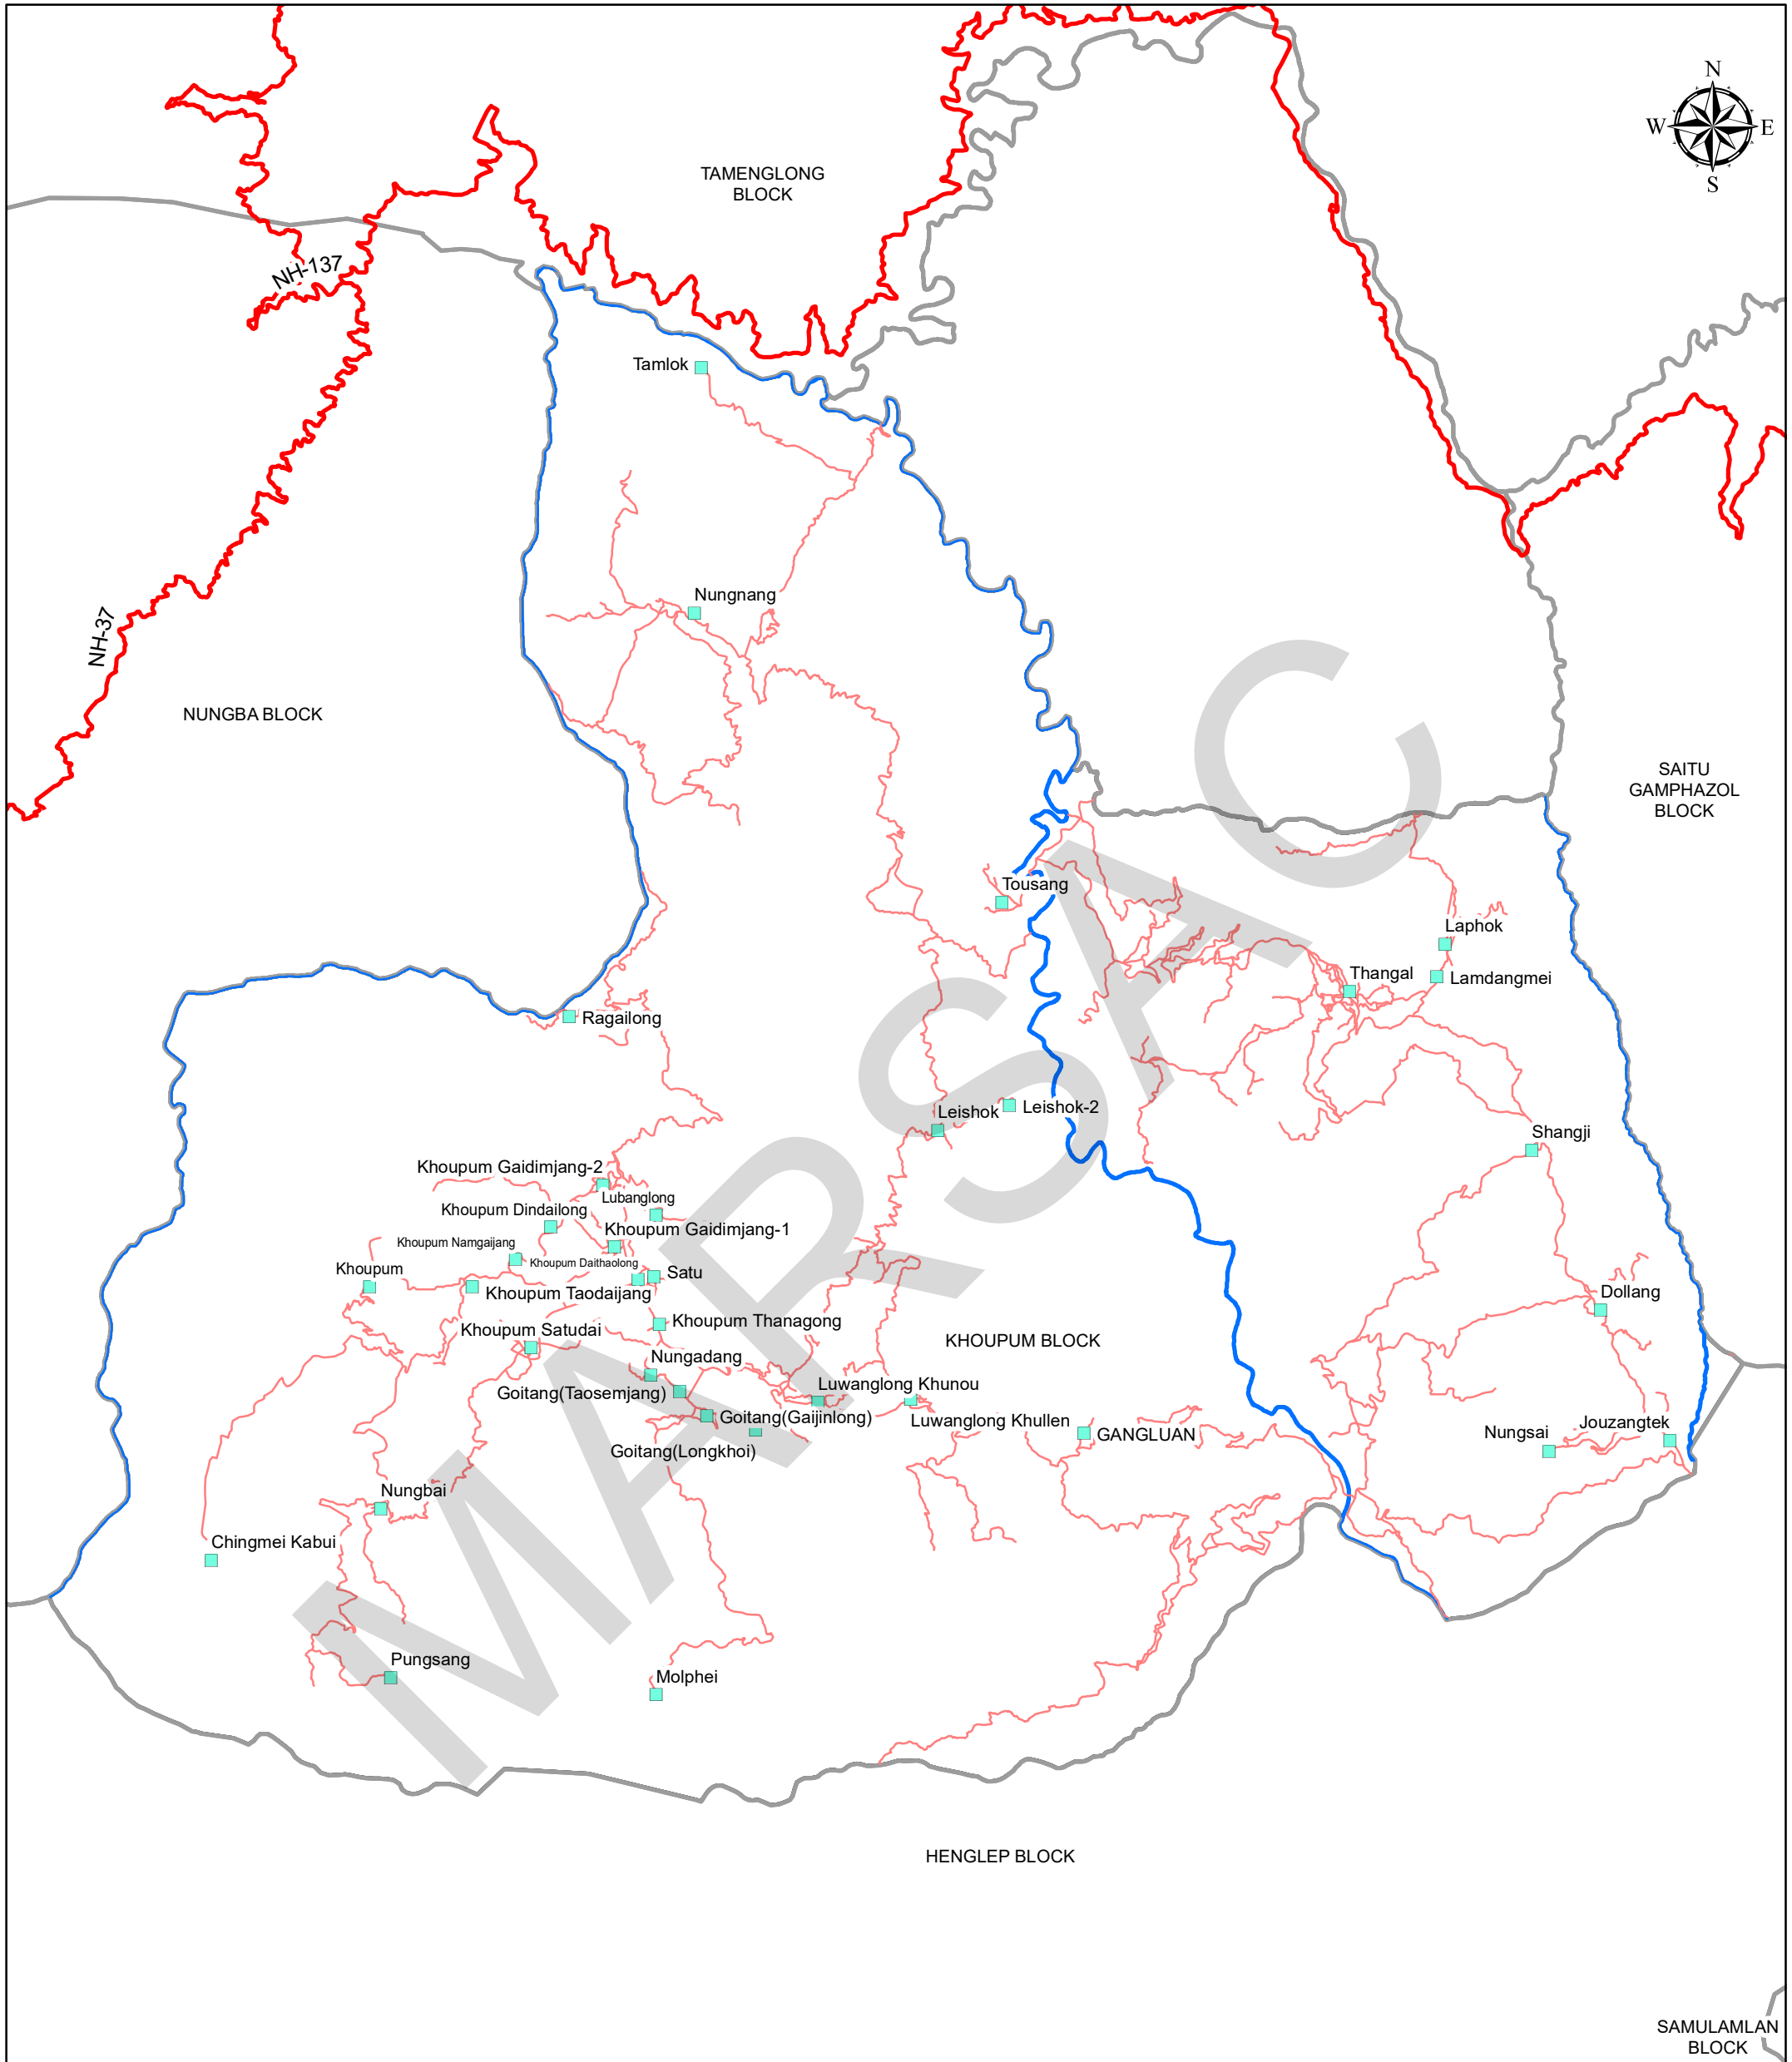 N
W
E
S
TAMENGLONG
BLOCK
NH-137
Tamlok
Nungnang
NH-37
NUNGBA BLOCK
SAITU
GAMPHAZOL
BLOCK
Tousang
Laphok
Thangal
Lamdangmei
Ragailong
Leishok
Leishok-2
Shangji
Khoupum Gaidimjang-2
Lubanglong
Khoupum Dindailong
Khoupum Gaidimjang-1
Khoupum Namgaijang
Khoupum Daithaolong
Khoupum
Satu
Khoupum Taodaijang
Dollang
Khoupum Thanagong
Khoupum Satudai
KHOUPUM BLOCK
Nungadang
Goitang(Taosemjang)
Luwanglong Khunou
Goitang(Gaijinlong)
Luwanglong Khullen
GANGLUAN
Jouzangtek
Nungsai
Goitang(Longkhoi)
Nungbai
Chingmei Kabui
Pungsang
Molphei
HENGLEP BLOCK
SAMULAMLAN
BLOCK
MARSAC